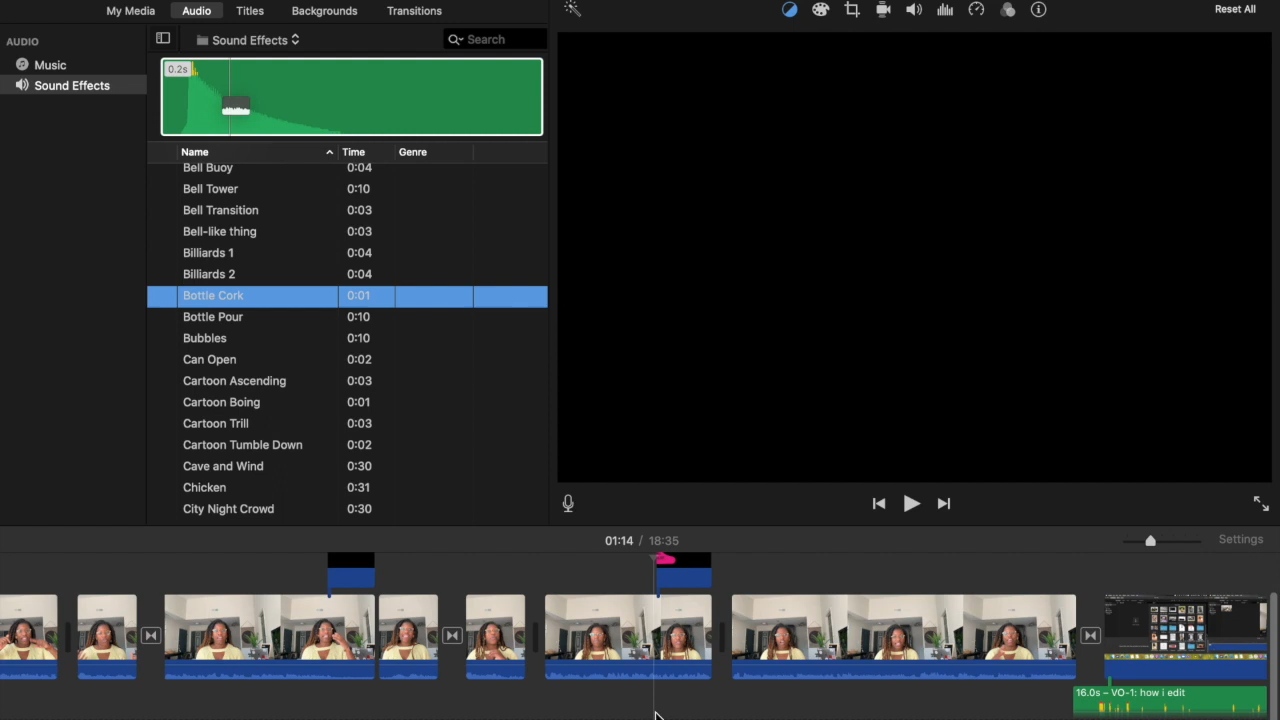 My Media Audio Titles Backgrounds Transitions Reset All
AUDIO
Music
Sound Effects
Sound Effects
Search
0.2s
Name Time Genre
Bell Buoy 0:04
Bell Tower 0:10
Bell Transition 0:03
Bell-like thing 0:03
Billiards 1 0:04
Billiards 2 0:04
Bottle Cork 0:01
Bottle Pour 0:10
Bubbles 0:10
Can Open 0:02
Cartoon Ascending 0:03
Cartoon Boing 0:01
Cartoon Trill 0:03
Cartoon Tumble Down 0:02
Cave and Wind 0:30
Chicken 0:31
City Night Crowd 0:30
01:14 / 18:35 Settings
16.0s – VO-1: how i edit